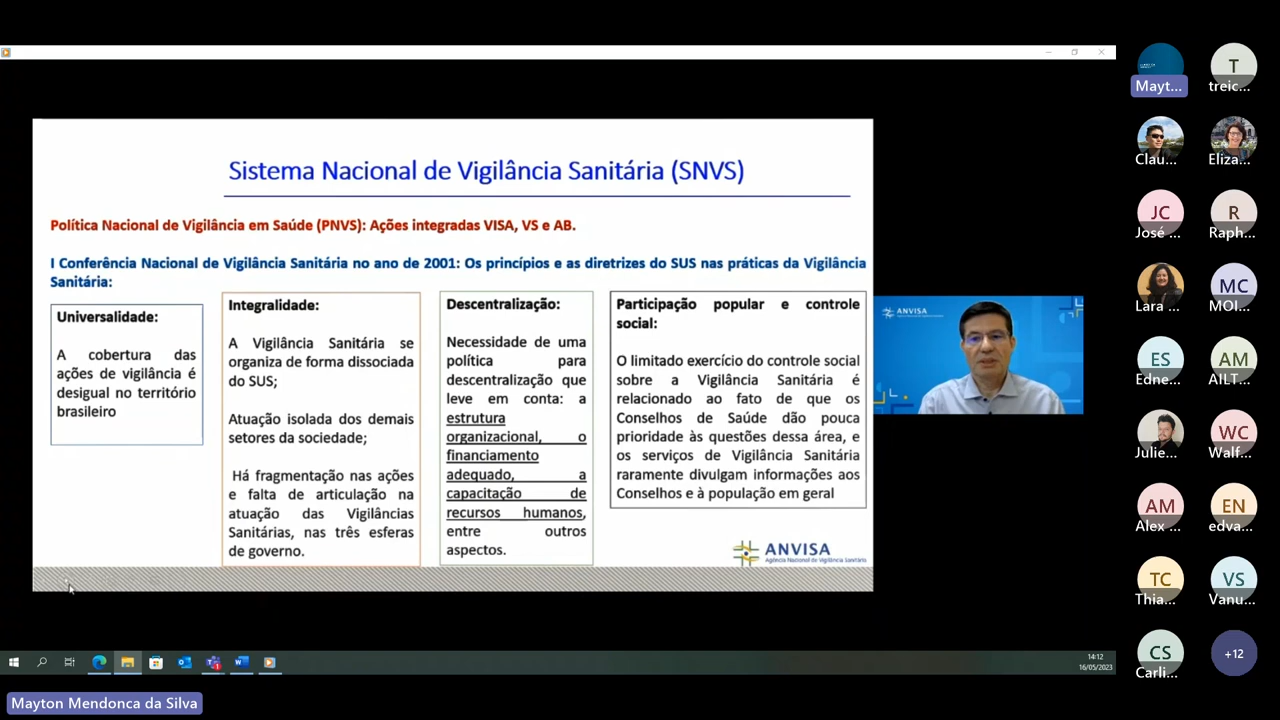 Sistema Nacional de Vigilância Sanitária (SNVS)
Política Nacional de Vigilância em Saúde (PNVS): Ações integradas VISA, VS e AB.
I Conferência Nacional de Vigilância Sanitária no ano de 2001: Os princípios e as diretrizes do SUS nas práticas da Vigilância
Sanitária:
Universalidade:
A cobertura das
ações de vigilância é
desigual no território
brasileiro
Integralidade:
A Vigilância Sanitária se
organiza de forma dissociada
do SUS;
Atuação isolada dos demais
setores da sociedade;
Há fragmentação nas ações
e falta de articulação na
atuação das Vigilâncias
Sanitárias, nas três esferas
de governo.
Descentralização:
Necessidade de uma
política para
descentralização que
leve em conta: a
estrutura
organizacional, o
financiamento
adequado, a
capacitação de
recursos humanos,
entre outros
aspectos.
Participação popular e controle
social:
O limitado exercício do controle social
sobre a Vigilância Sanitária é
relacionado ao fato de que os
Conselhos de Saúde dão pouca
prioridade às questões dessa área, e
os serviços de Vigilância Sanitária
raramente divulgam informações aos
Conselhos e à população em geral
ANVISA
Agência Nacional de Vigilância Sanitária
ANVISA
Mayt...
T
treic...
Clau...
Eliza...
JC
José ...
R
Raph...
Lara ...
MC
MOI...
ES
Edne...
AM
AILT...
Julie...
WC
Walf...
AM
Alex ...
EN
edva...
TC
Thia...
VS
Vanu...
CS
Carli...
+12
14:12
16/05/2023
Mayton Mendonca da Silva